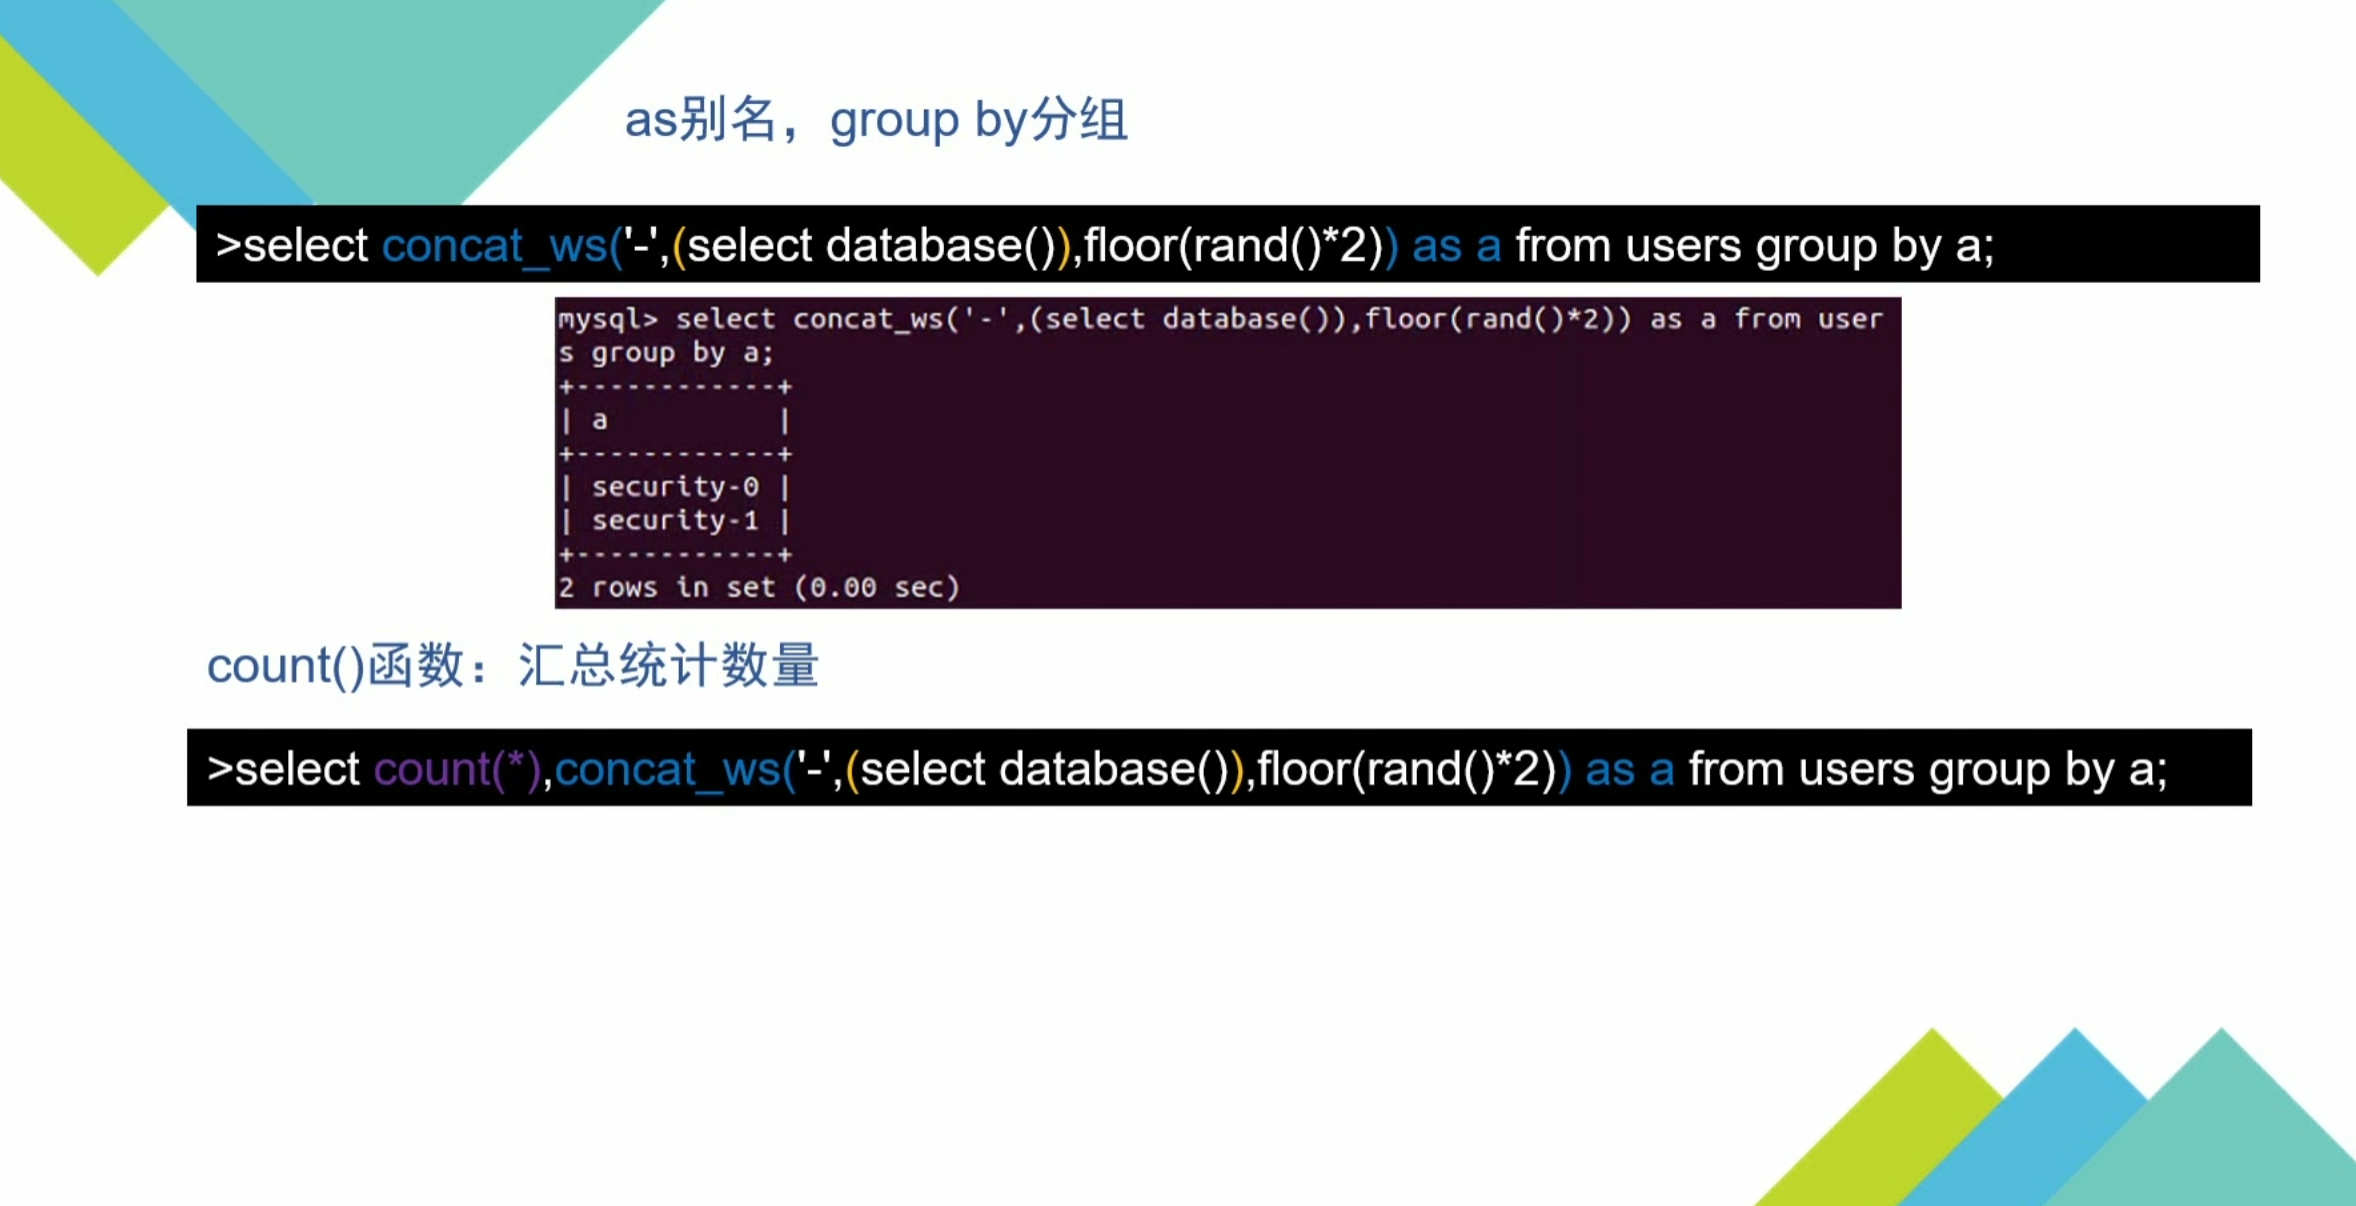 as别名，group by分组
>select concat_ws('-',(select database()),floor(rand()*2)) as a from users group by a;
mysql> select concat_ws('-',(select database()),floor(rand()*2)) as a from user
s group by a;
+------------+
| a          |
+------------+
| security-0 |
| security-1 |
+------------+
2 rows in set (0.00 sec)
count()函数：汇总统计数量
>select count(*),concat_ws('-',(select database()),floor(rand()*2)) as a from users group by a;